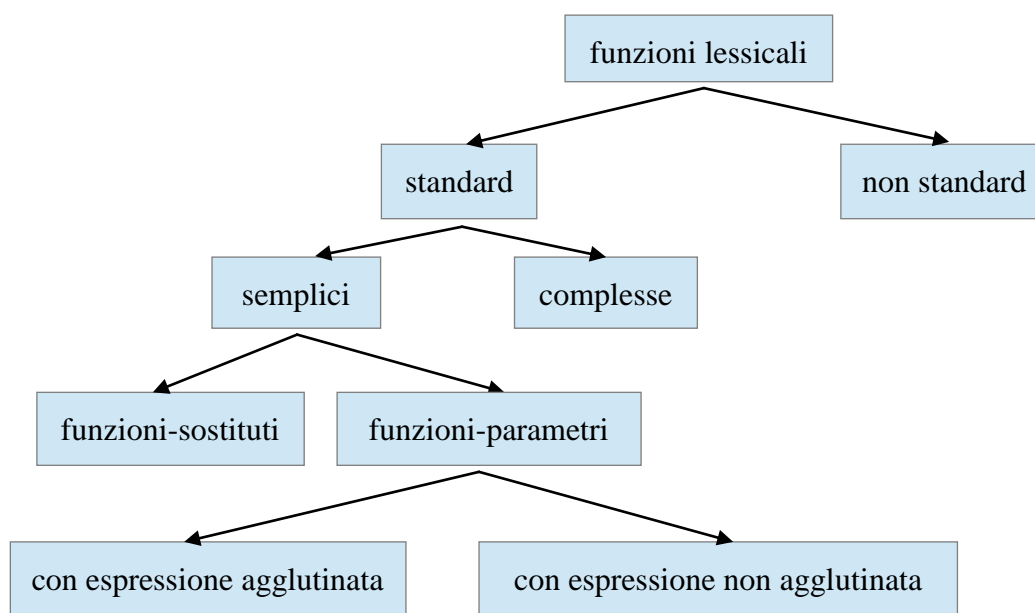 funzioni lessicali
standard
non standard
semplici
complesse
funzioni-sostituti
funzioni-parametri
con espressione agglutinata
con espressione non agglutinata